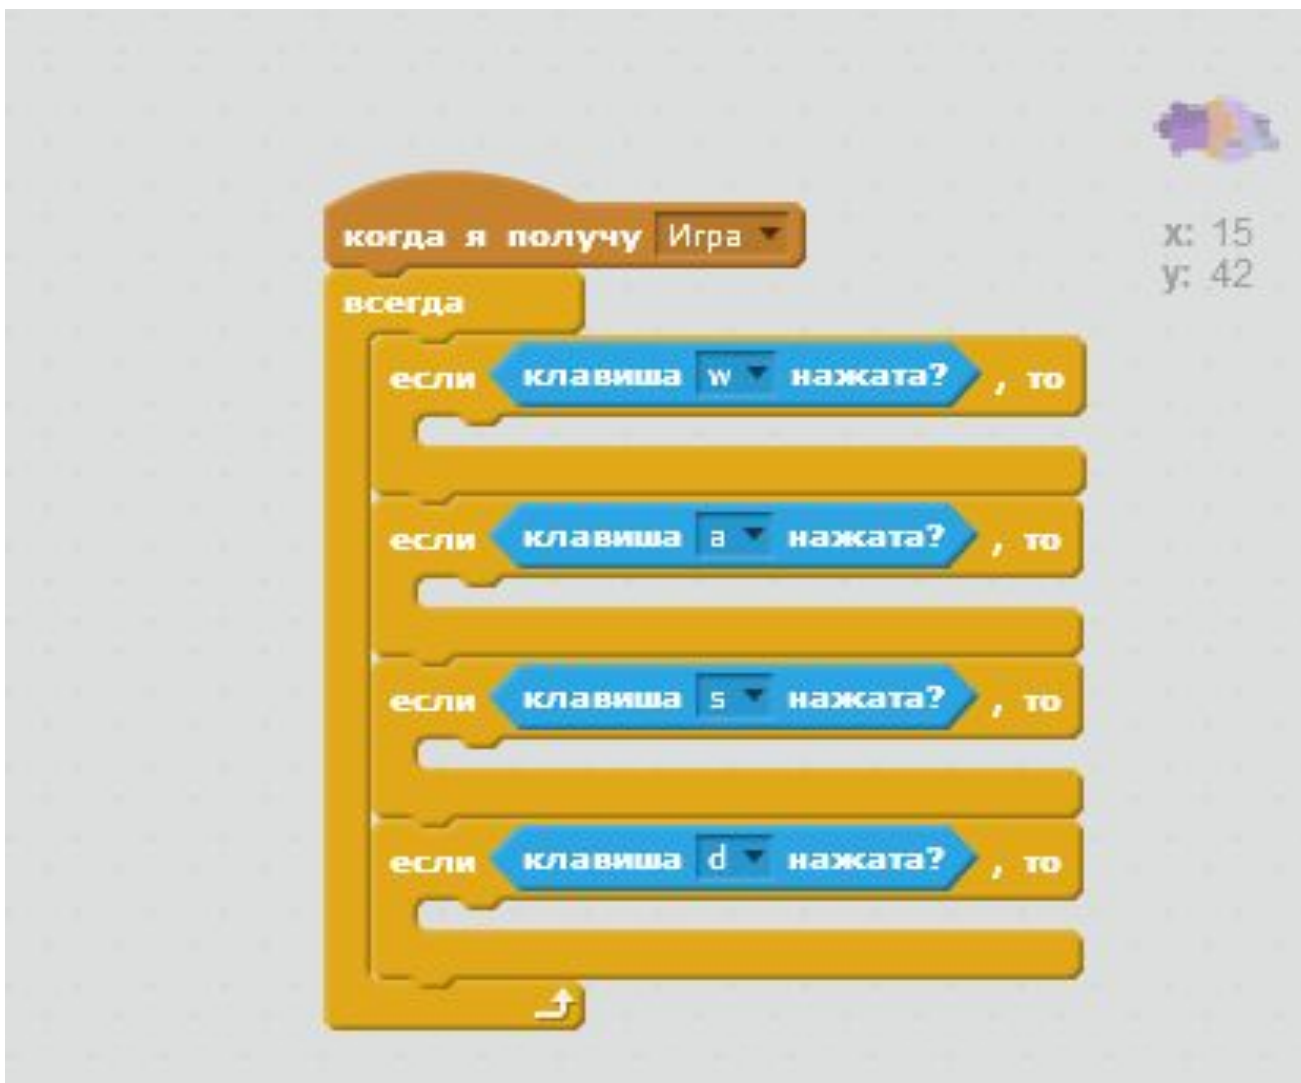 когда я получу Игра
x: 15
y: 42
всегда
если клавиша w нажата? , то
если клавиша a нажата? , то
если клавиша s нажата? , то
если клавиша d нажата? , то